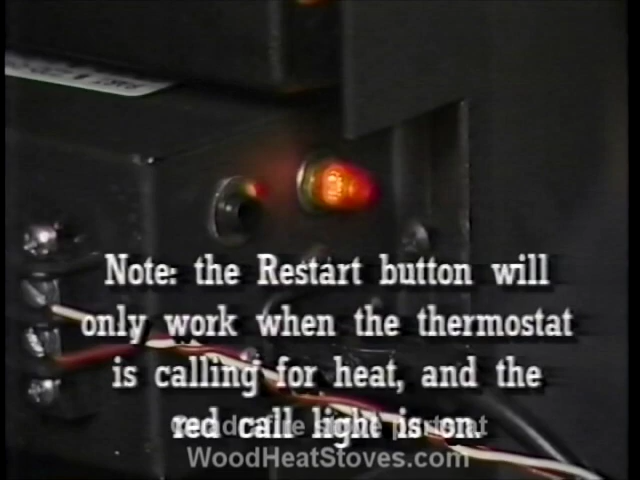 Note: the Restart button will
only work when the thermostat
is calling for heat, and the
red call light is on.
WoodHeatStoves.com